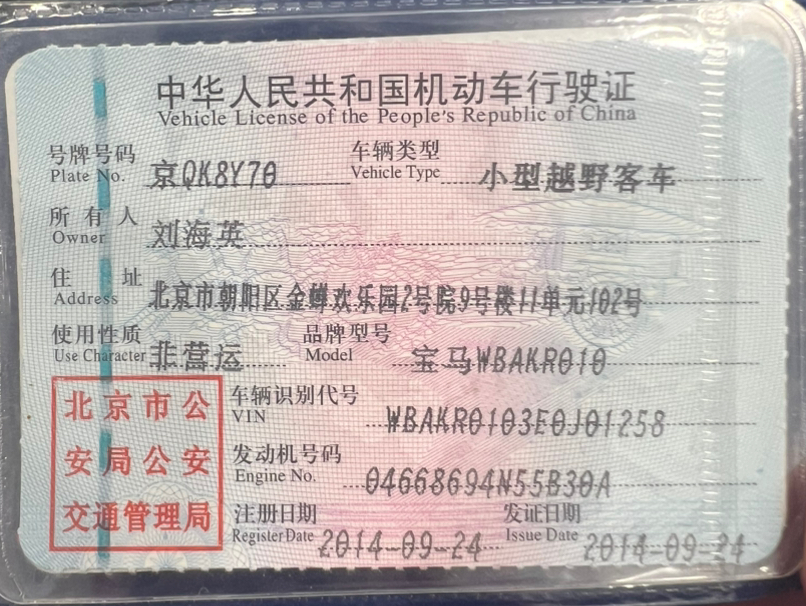 中华人民共和国机动车行驶证
Vehicle License of the People's Republic of China
号牌号码 京QK8Y70 车辆类型 小型越野客车
Plate No. Vehicle Type
所有人 刘海英
Owner
住址 北京市朝阳区金蝉欢乐园2号院9号楼11单元102号
Address
使用性质 非营运 品牌型号 宝马WBAKR010
Use Character Model
北京市公安局公安交通管理局
车辆识别代号 WBAKR0103E0J01258
VIN
发动机号码 04668694N55B30A
Engine No.
注册日期 2014-09-24 发证日期 2014-09-24
Register Date Issue Date